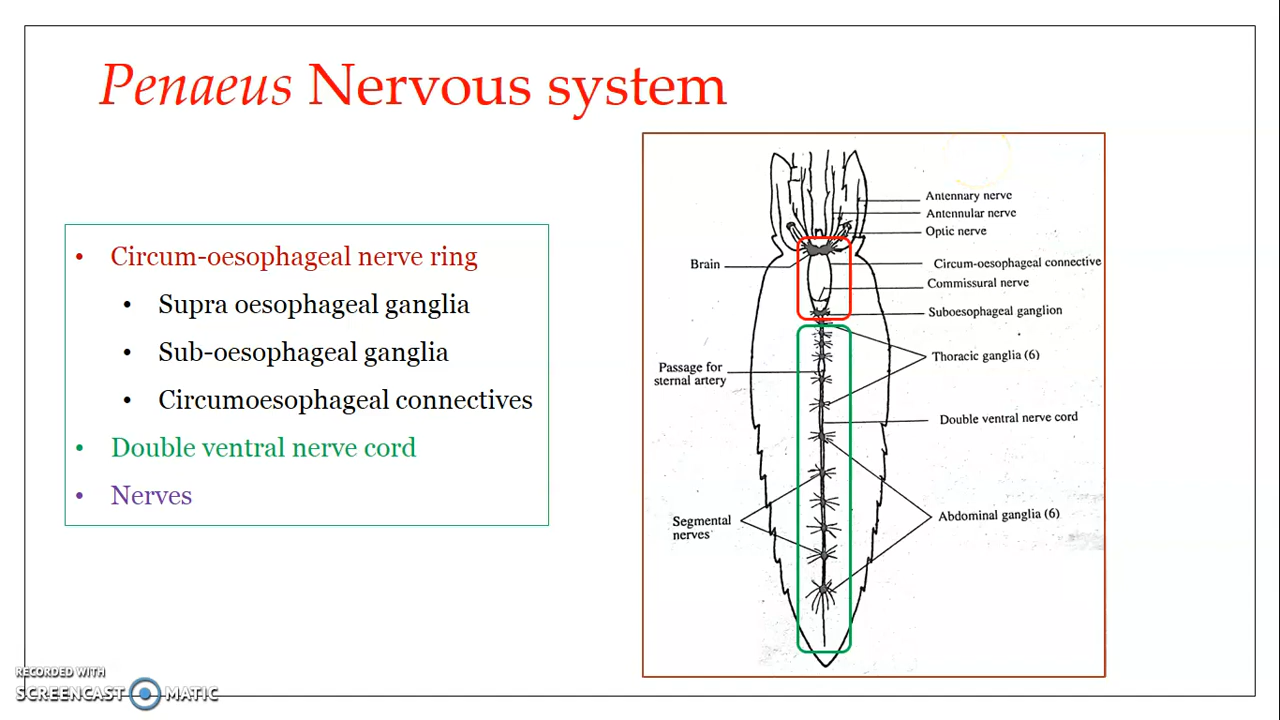 Penaeus Nervous system
• Circum-oesophageal nerve ring
• Supra oesophageal ganglia
• Sub-oesophageal ganglia
• Circumoesophageal connectives
• Double ventral nerve cord
• Nerves
Antennary nerve
Antennular nerve
Optic nerve
Brain
Circum-oesophageal connective
Commissural nerve
Suboesophageal ganglion
Thoracic ganglia (6)
Passage for
sternal artery
Double ventral nerve cord
Abdominal ganglia (6)
Segmental
nerves
RECORDED WITH
SCREENCAST MATIC